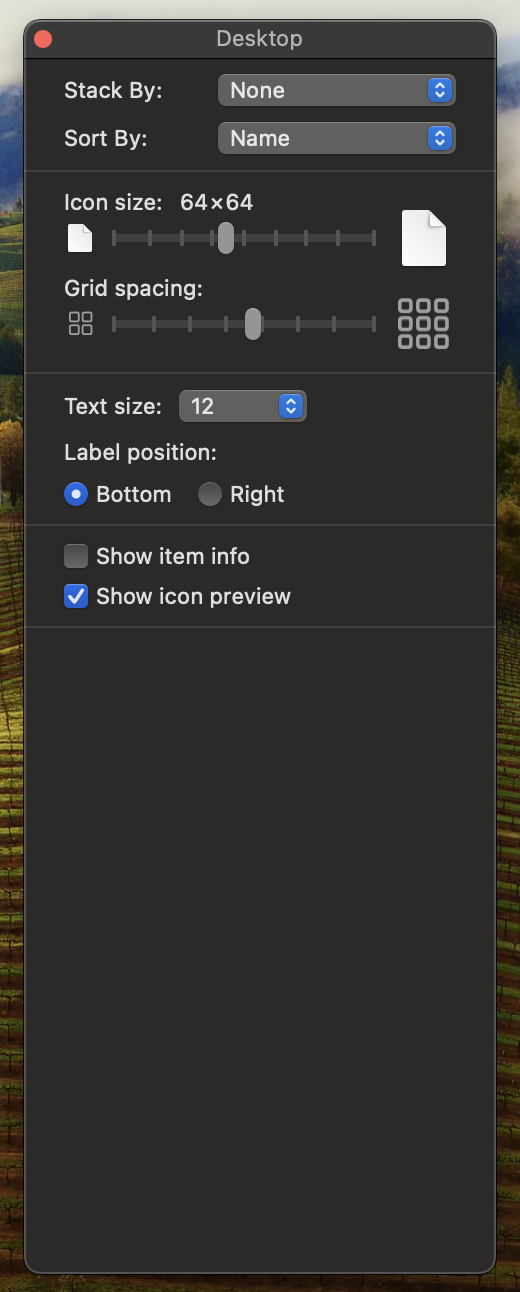 Desktop
Stack By: None
Sort By: Name
Icon size: 64×64
Grid spacing:
Text size: 12
Label position:
Bottom Right
Show item info
Show icon preview